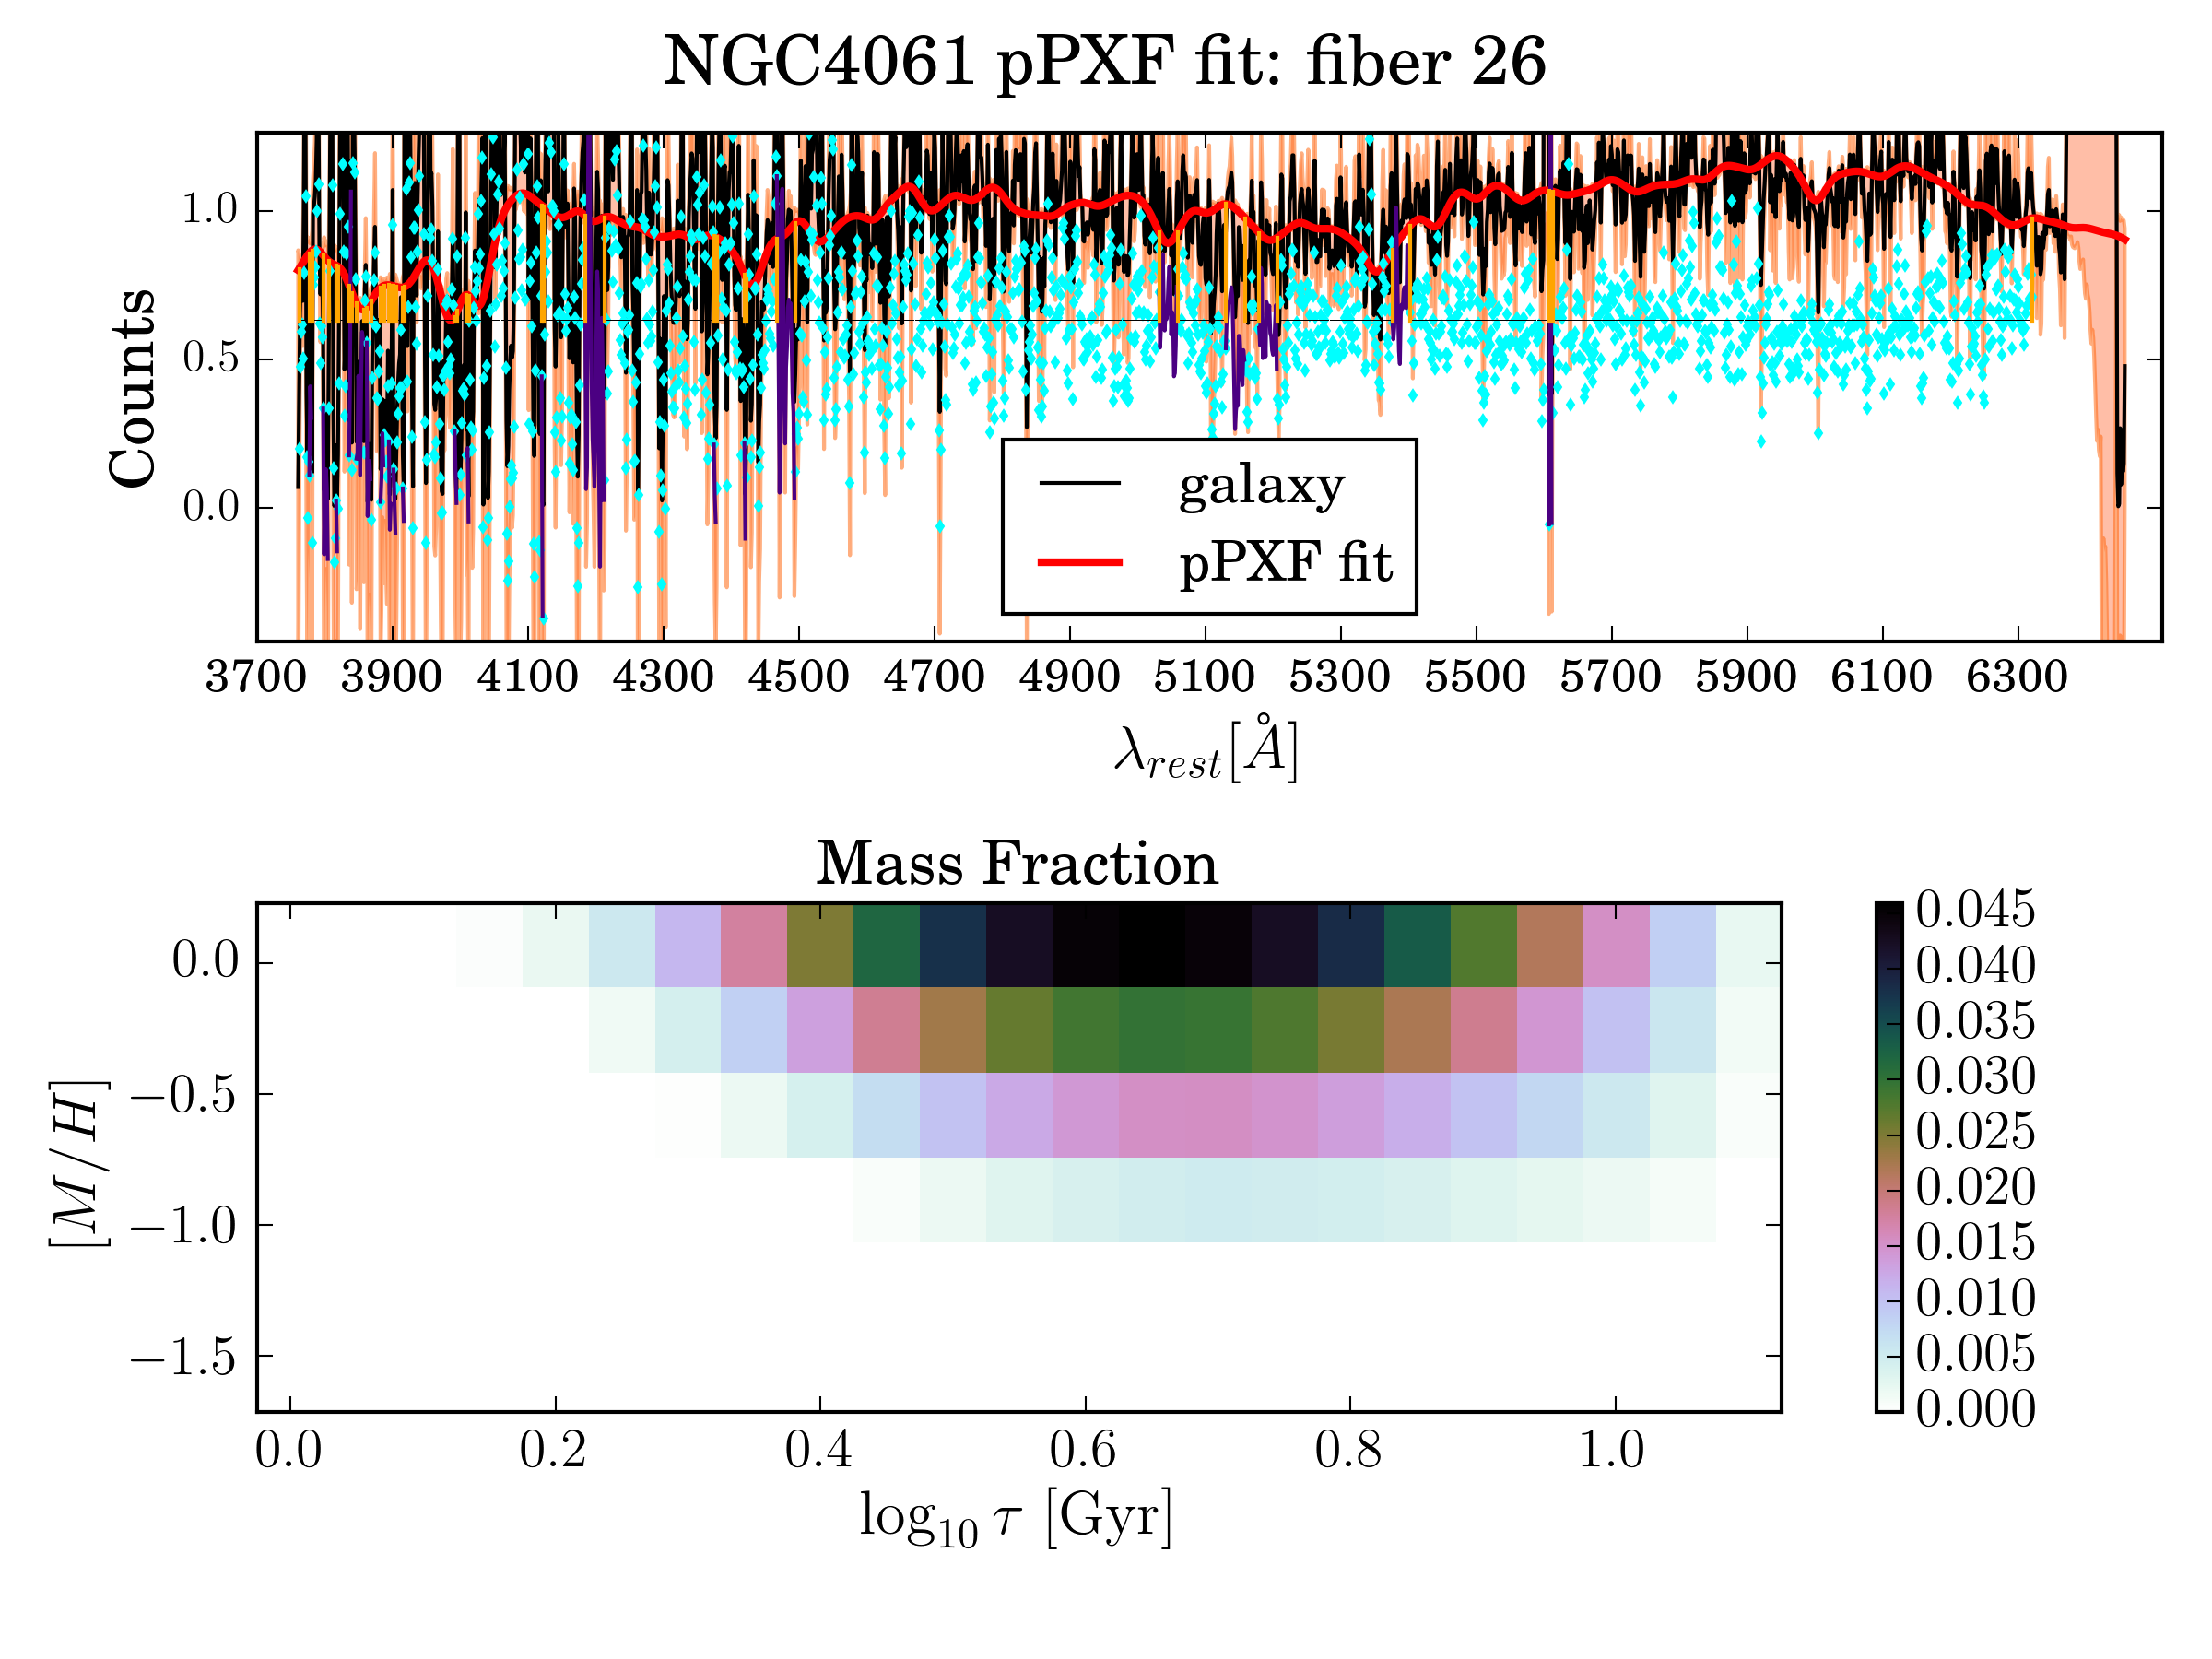 NGC4061 pPXF fit: fiber 26
Counts
1.0
0.5
0.0
galaxy
pPXF fit
3700 3900 4100 4300 4500 4700 4900 5100 5300 5500 5700 5900 6100 6300
λrest[Å]
Mass Fraction
[M/H]
0.0
−0.5
−1.0
−1.5
0.0 0.2 0.4 0.6 0.8 1.0
log10 τ [Gyr]
0.045
0.040
0.035
0.030
0.025
0.020
0.015
0.010
0.005
0.000